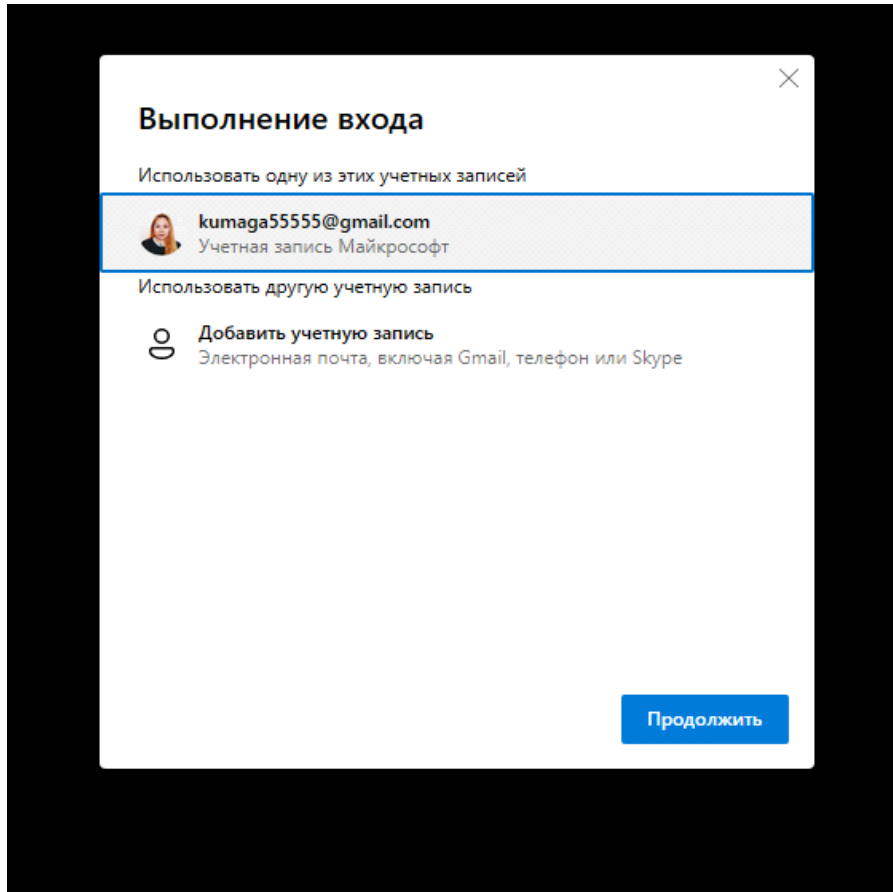 Выполнение входа
Использовать одну из этих учетных записей
kumaga55555@gmail.com
Учетная запись Майкрософт
Использовать другую учетную запись
Добавить учетную запись
Электронная почта, включая Gmail, телефон или Skype
Продолжить